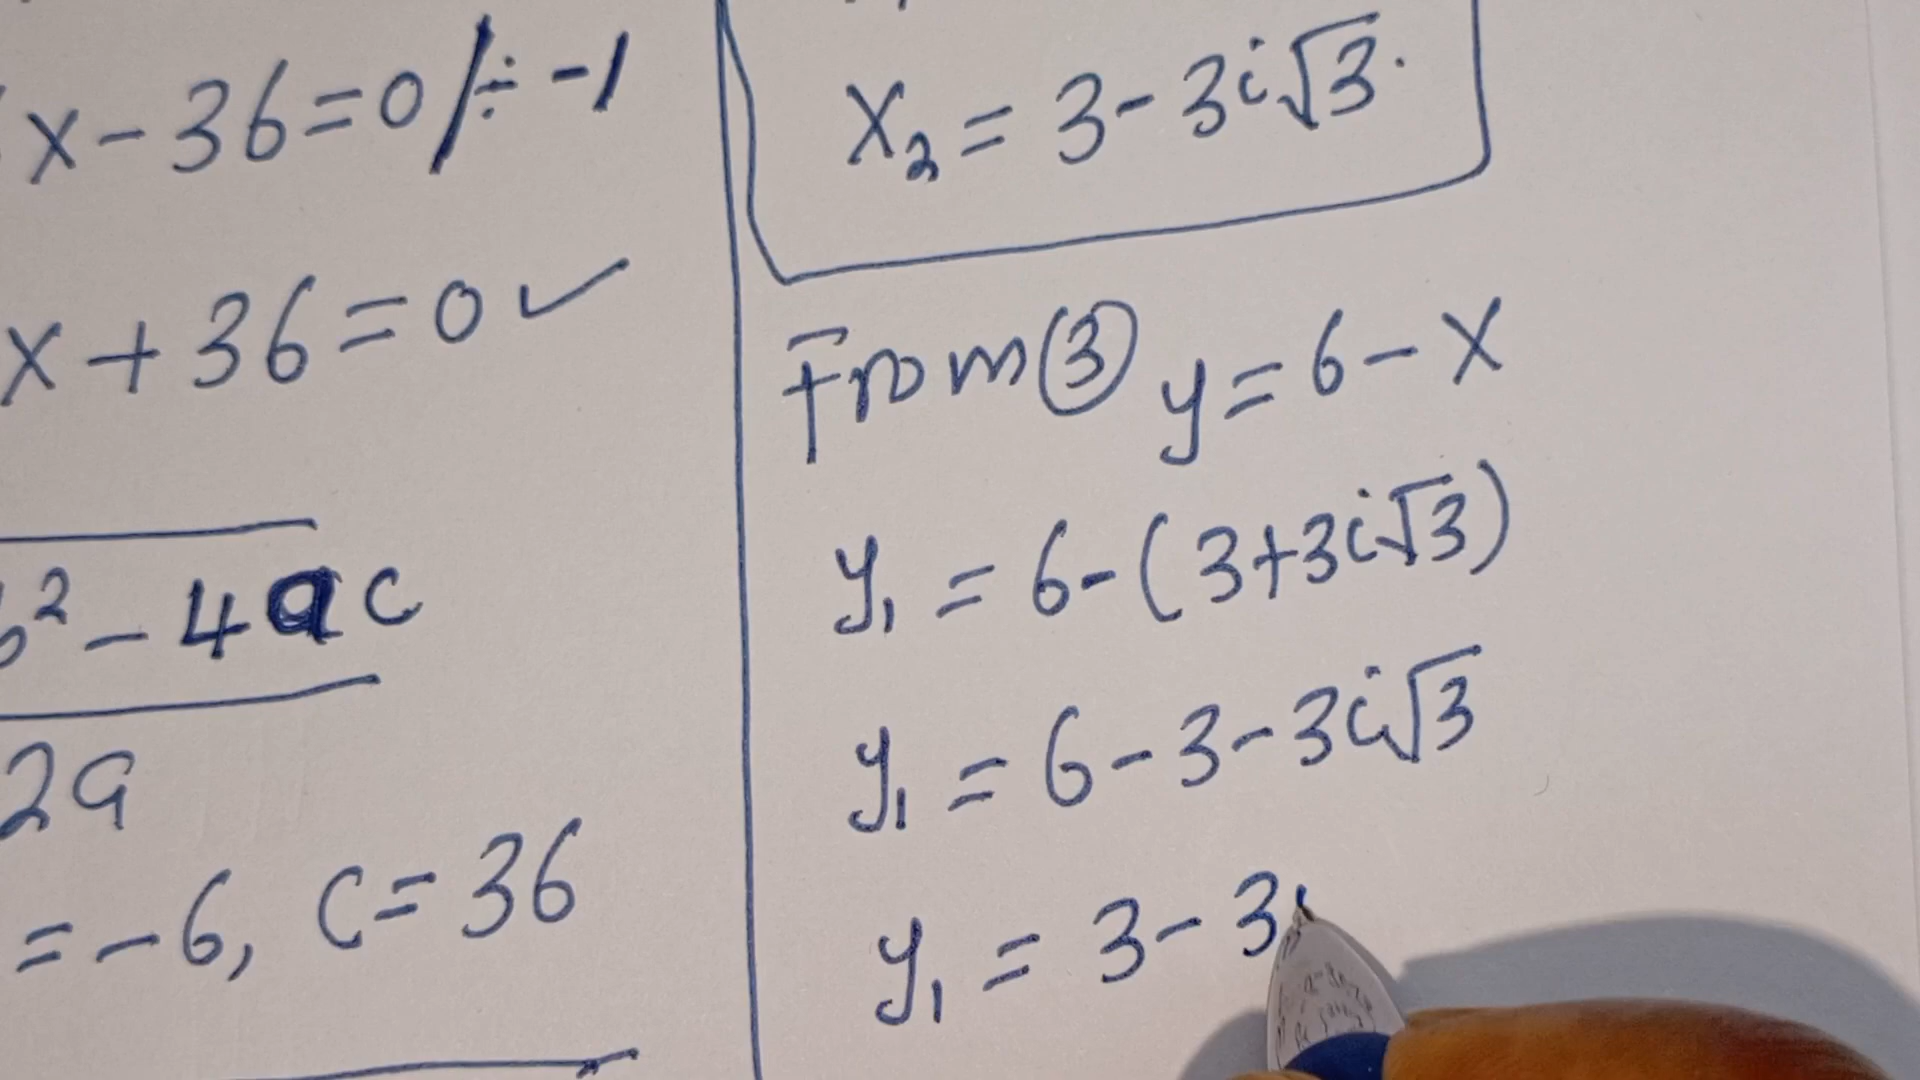 x - 36 = 0 / ÷ -1
x + 36 = 0 ✓
b² - 4ac
2a
= -6, c = 36
x₂ = 3 - 3i√3.
From ③ y = 6 - x
y₁ = 6 - (3 + 3i√3)
y₁ = 6 - 3 - 3i√3
y₁ = 3 - 3